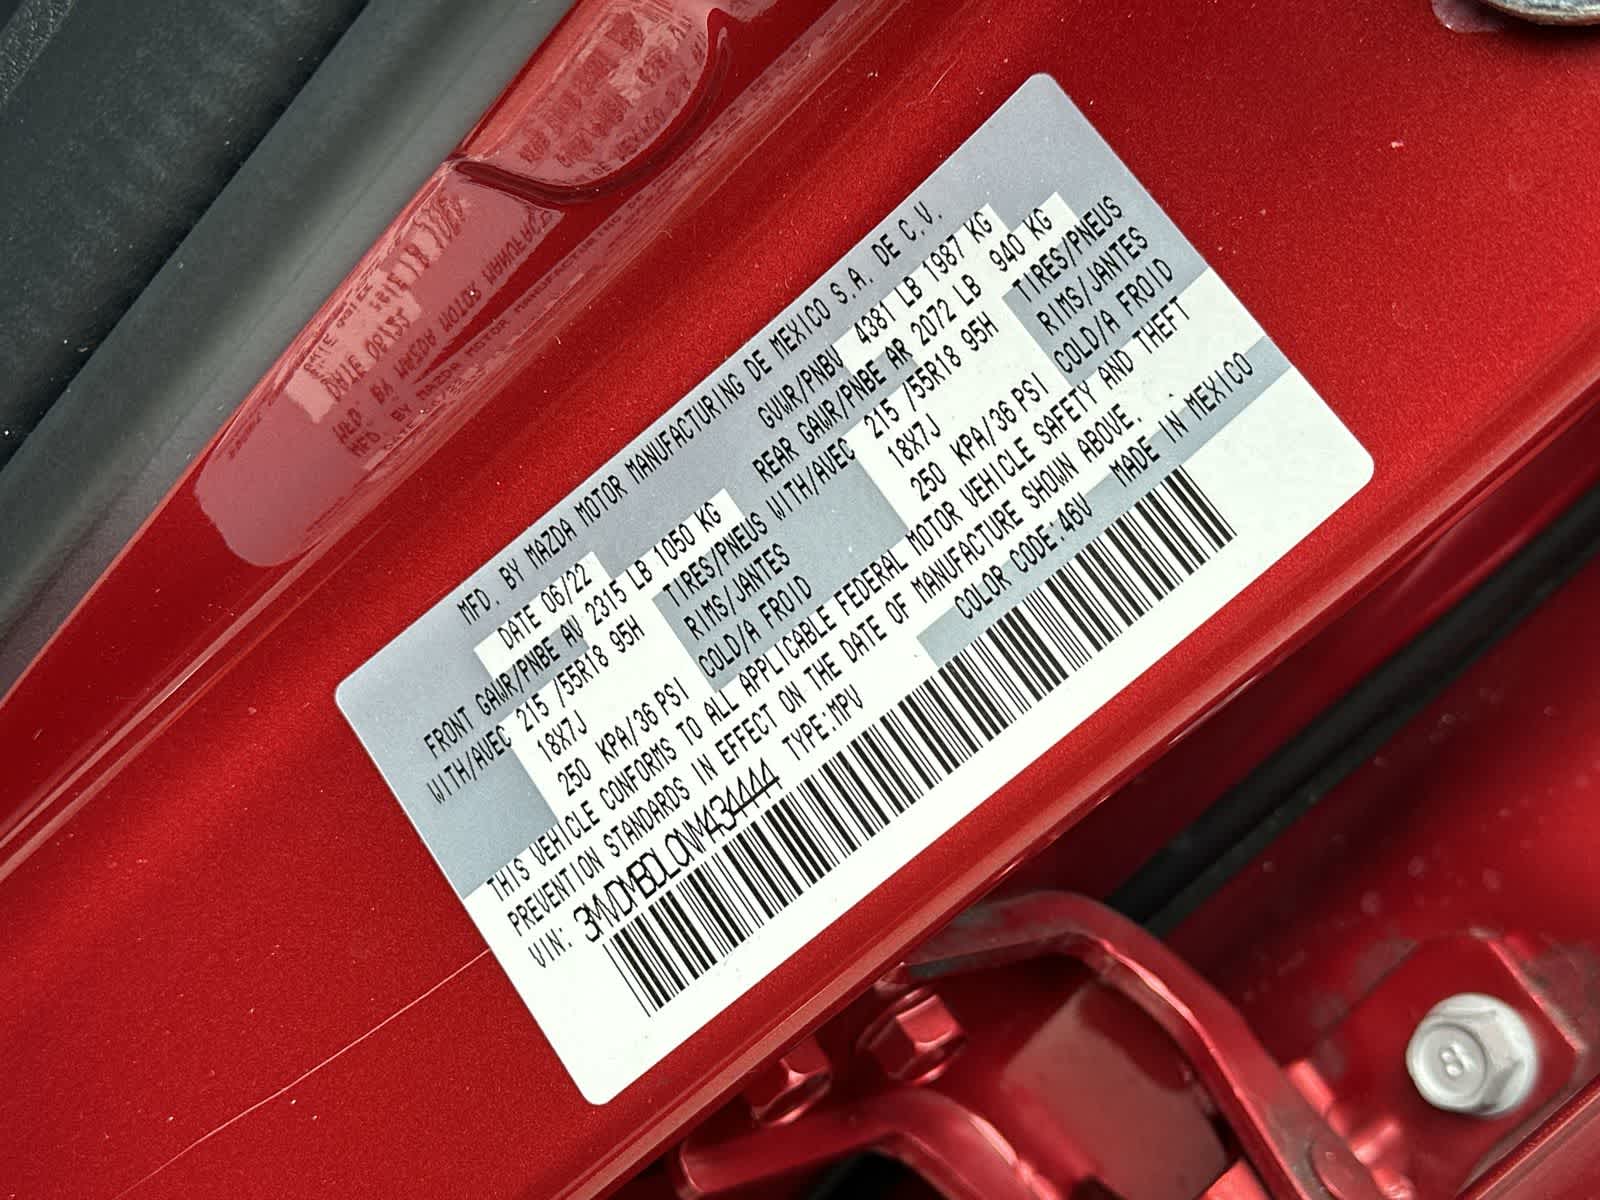 MFD. BY MAZDA MOTOR MANUFACTURING DE MEXICO S.A. DE C.V.
DATE 06/22 GVWR/PNBV 4381 LB 1987 KG
FRONT GAWR/PNBE AV 2315 LB 1050 KG REAR GAWR/PNBE AR 2072 LB 940 KG
WITH/AVEC 215 /55R18 95H TIRES/PNEUS WITH/AVEC 215 /55R18 95H TIRES/PNEUS
18X7J RIMS/JANTES 18X7J RIMS/JANTES
250 KPA/36 PSI COLD/A FROID 250 KPA/36 PSI COLD/A FROID
THIS VEHICLE CONFORMS TO ALL APPLICABLE FEDERAL MOTOR VEHICLE SAFETY AND THEFT
PREVENTION STANDARDS IN EFFECT ON THE DATE OF MANUFACTURE SHOWN ABOVE.
VIN: 3MVDMBDL0NM434444 TYPE:MPV COLOR CODE:46V MADE IN MEXICO